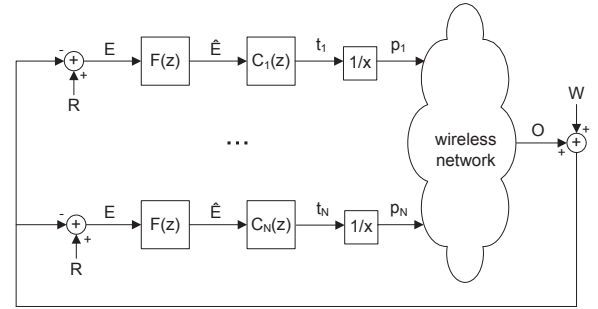 - E F(z) Ê C₁(z) t₁ 1/x p₁
+
+
R
...
wireless
network
W
O +
+
+
- E F(z) Ê C_N(z) t_N 1/x p_N
+
+
R